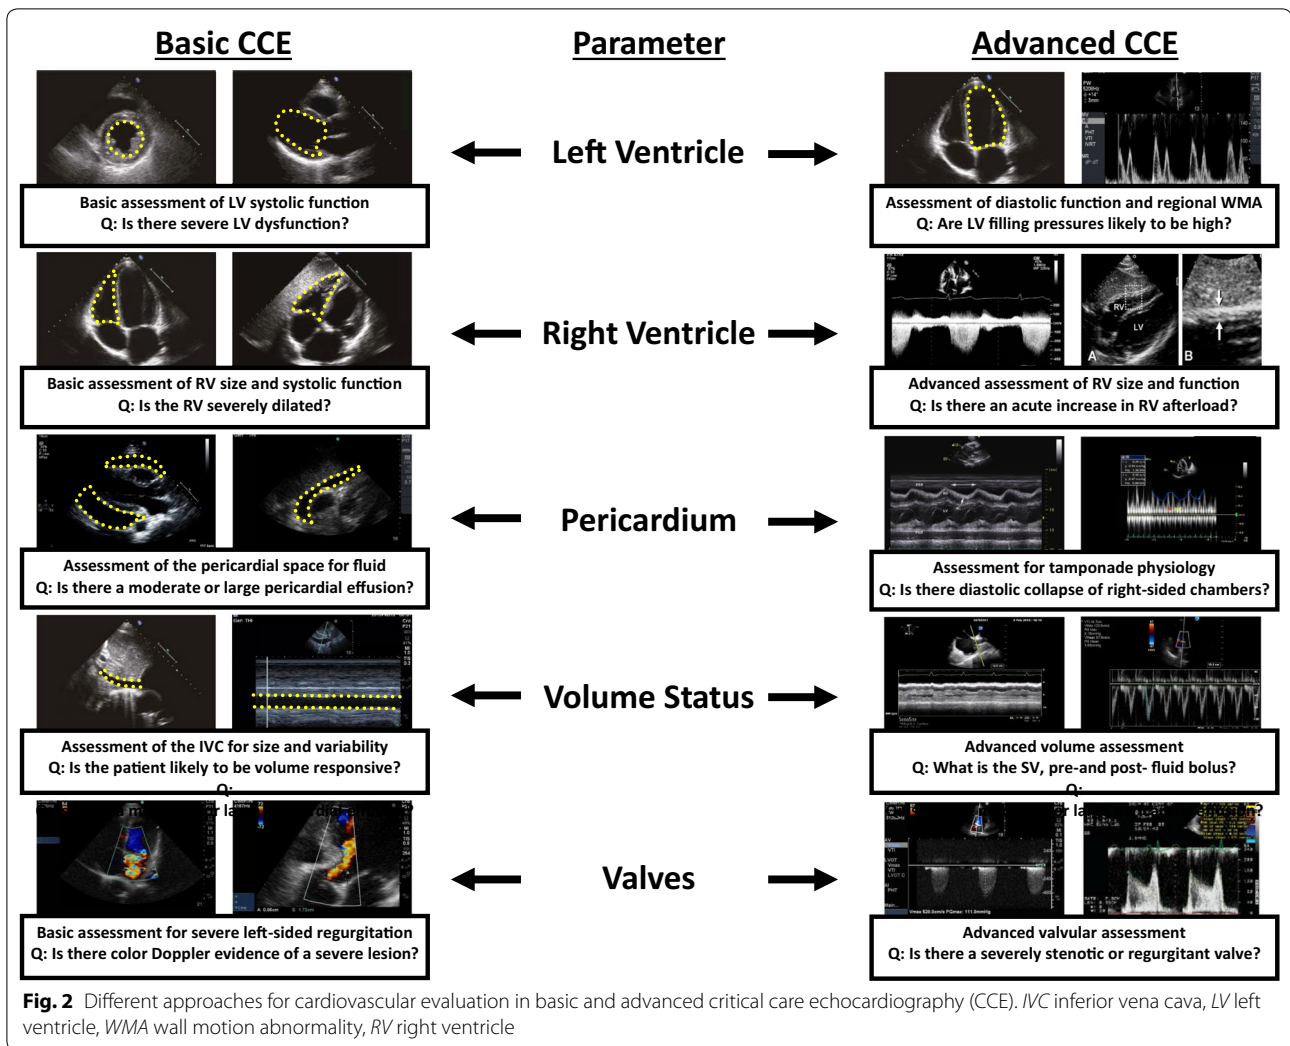 Basic CCE
Parameter
Advanced CCE
Left Ventricle
Basic assessment of LV systolic function
Q: Is there severe LV dysfunction?
Assessment of diastolic function and regional WMA
Q: Are LV filling pressures likely to be high?
Right Ventricle
RV
LV
A
B
Basic assessment of RV size and systolic function
Q: Is the RV severely dilated?
Advanced assessment of RV size and function
Q: Is there an acute increase in RV afterload?
Pericardium
Assessment of the pericardial space for fluid
Q: Is there a moderate or large pericardial effusion?
Assessment for tamponade physiology
Q: Is there diastolic collapse of right-sided chambers?
Volume Status
Assessment of the IVC for size and variability
Q: Is the patient likely to be volume responsive?
Q:
Advanced volume assessment
Q: What is the SV, pre-and post- fluid bolus?
Q:
Valves
Basic assessment for severe left-sided regurgitation
Q: Is there color Doppler evidence of a severe lesion?
Advanced valvular assessment
Q: Is there a severely stenotic or regurgitant valve?
Fig. 2 Different approaches for cardiovascular evaluation in basic and advanced critical care echocardiography (CCE). IVC inferior vena cava, LV left
ventricle, WMA wall motion abnormality, RV right ventricle